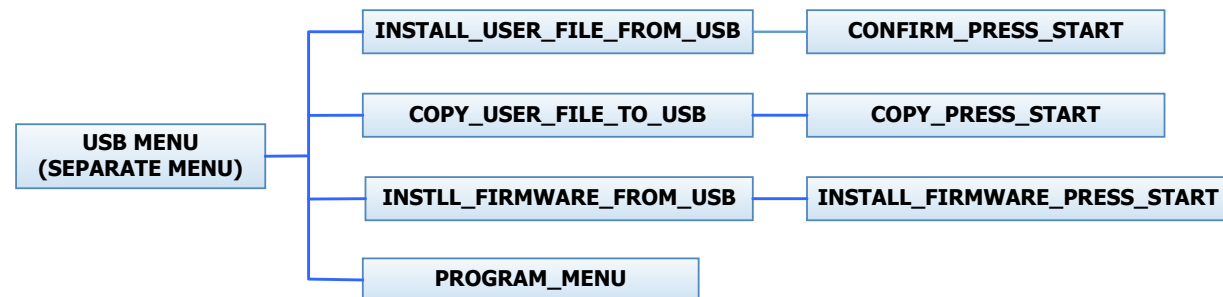 INSTALL_USER_FILE_FROM_USB
CONFIRM_PRESS_START
COPY_USER_FILE_TO_USB
COPY_PRESS_START
USB MENU
(SEPARATE MENU)
INSTLL_FIRMWARE_FROM_USB
INSTALL_FIRMWARE_PRESS_START
PROGRAM_MENU